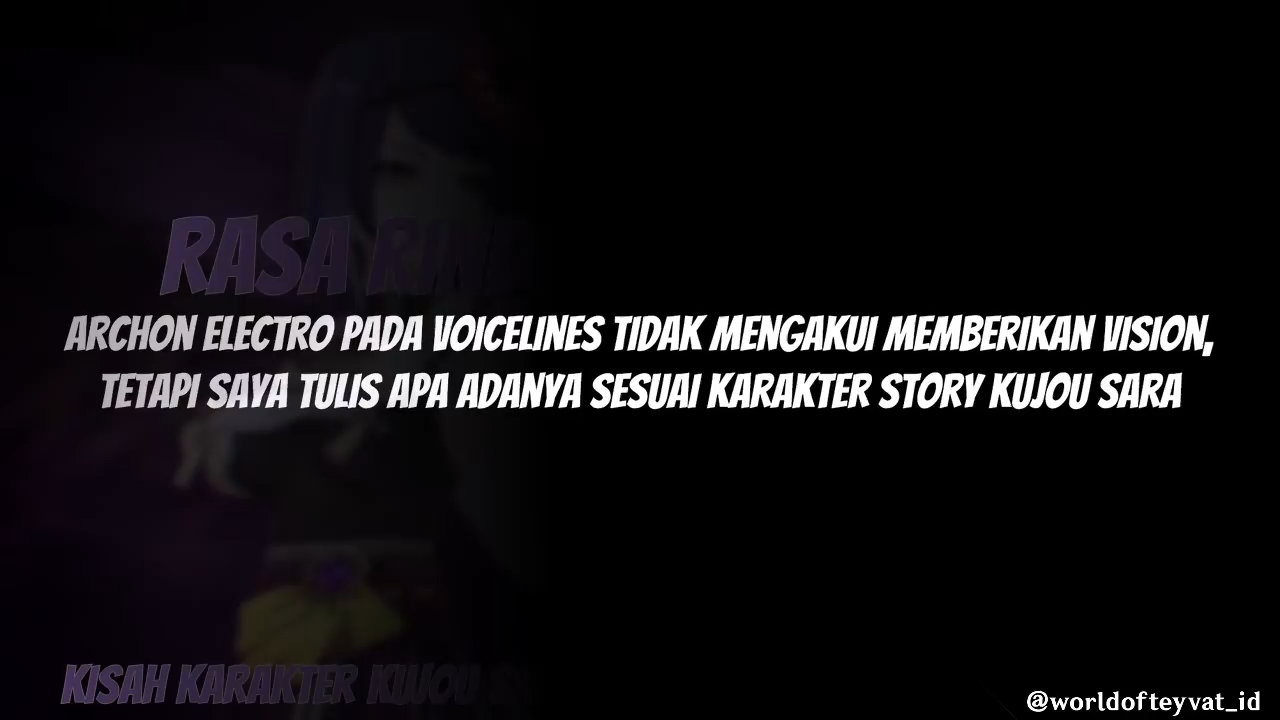 RASA
ARCHON ELECTRO PADA VOICELINES TIDAK MENGAKUI MEMBERIKAN VISION,
TETAPI SAYA TULIS APA ADANYA SESUAI KARAKTER STORY KUJOU SARA
KISAH KARAKTER KUJOU
@worldofteyvat_id